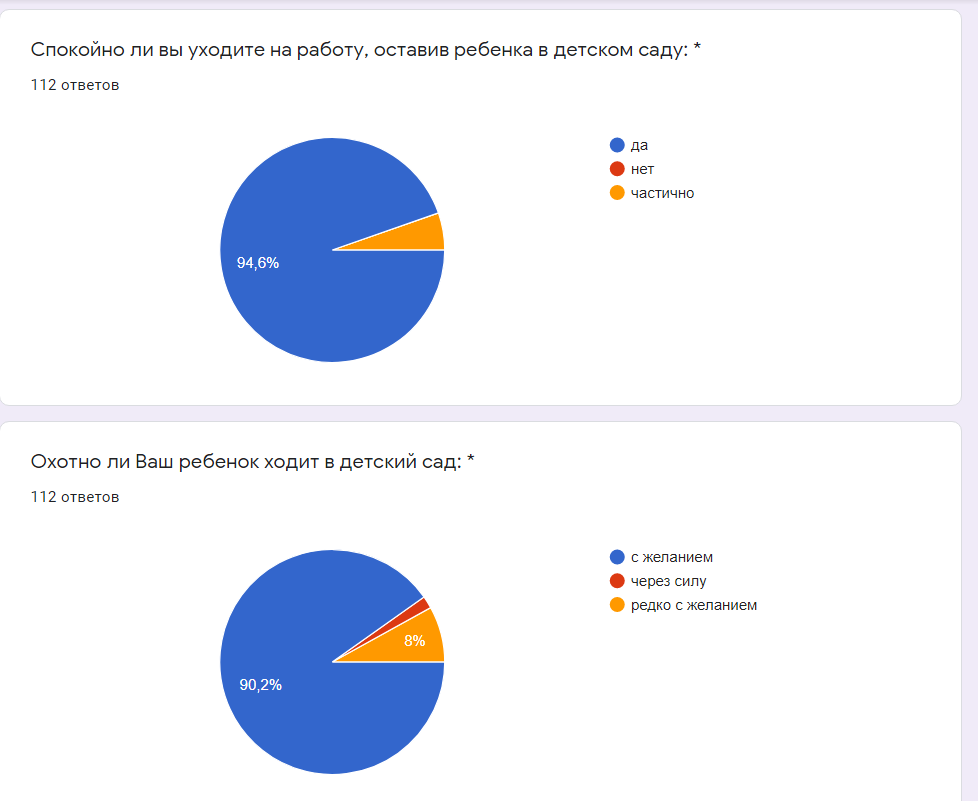 Спокойно ли вы уходите на работу, оставив ребенка в детском саду: *
112 ответов
да
нет
частично
94,6%
Охотно ли Ваш ребенок ходит в детский сад: *
112 ответов
с желанием
через силу
редко с желанием
8%
90,2%